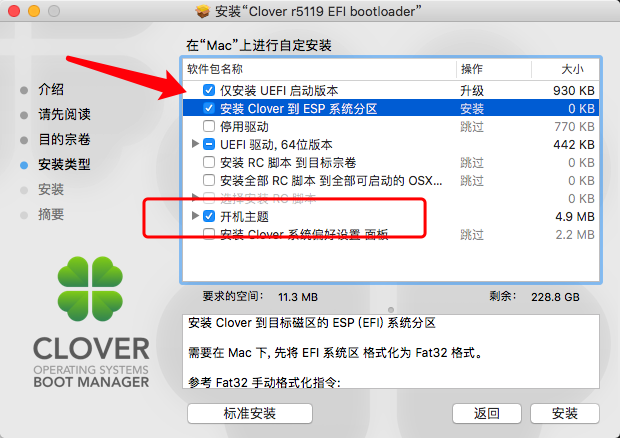 安装“Clover r5119 EFI bootloader”
在“Mac”上进行自定安装
介绍
请先阅读
目的宗卷
安装类型
安装
摘要
软件包名称 操作 大小
仅安装 UEFI 启动版本 升级 930 KB
安装 Clover 到 ESP 系统分区 安装 0 KB
停用驱动 跳过 770 KB
UEFI 驱动, 64位版本 442 KB
安装 RC 脚本 到目标宗卷 跳过 0 KB
安装全部 RC 脚本 到全部可启动的 OSX... 跳过 0 KB
选择安装 RC 脚本
开机主题 4.9 MB
安装 Clover 系统偏好设置 面板 跳过 2.2 MB
要求的空间： 11.3 MB 剩余： 228.8 GB
安装 Clover 到目标磁区的 ESP (EFI) 系统分区
需要在 Mac 下, 先将 EFI 系统区 格式化为 Fat32 格式。
参考 Fat32 手动格式化指令:
CLOVER
OPERATING SYSTEMS
BOOT MANAGER
标准安装 返回 安装